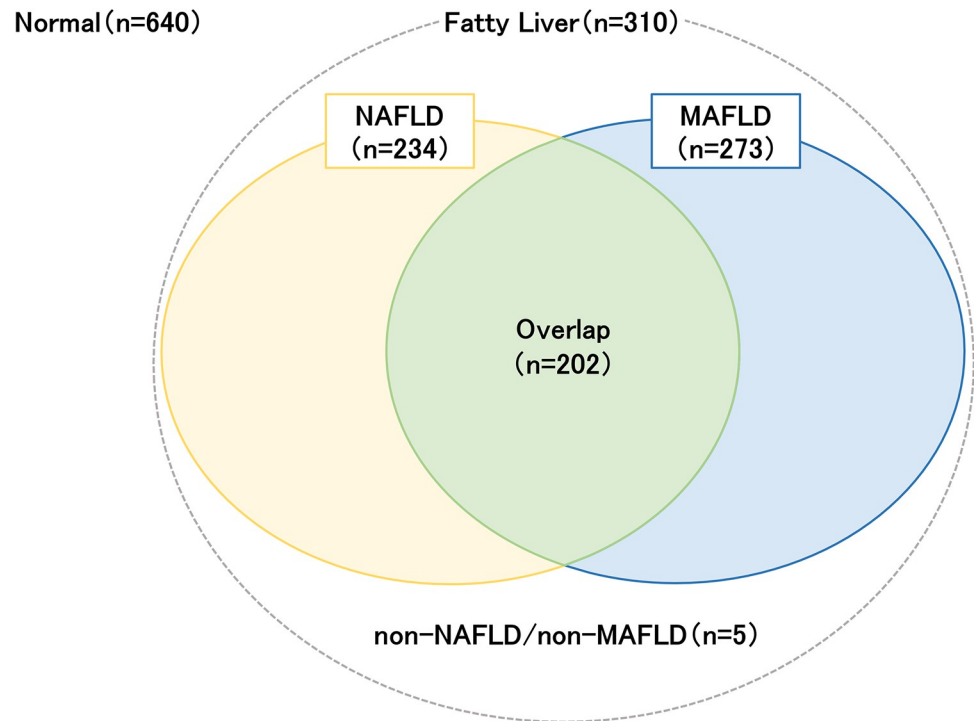 Normal(n=640)
Fatty Liver(n=310)
NAFLD
(n=234)
MAFLD
(n=273)
Overlap
(n=202)
non-NAFLD/non-MAFLD(n=5)